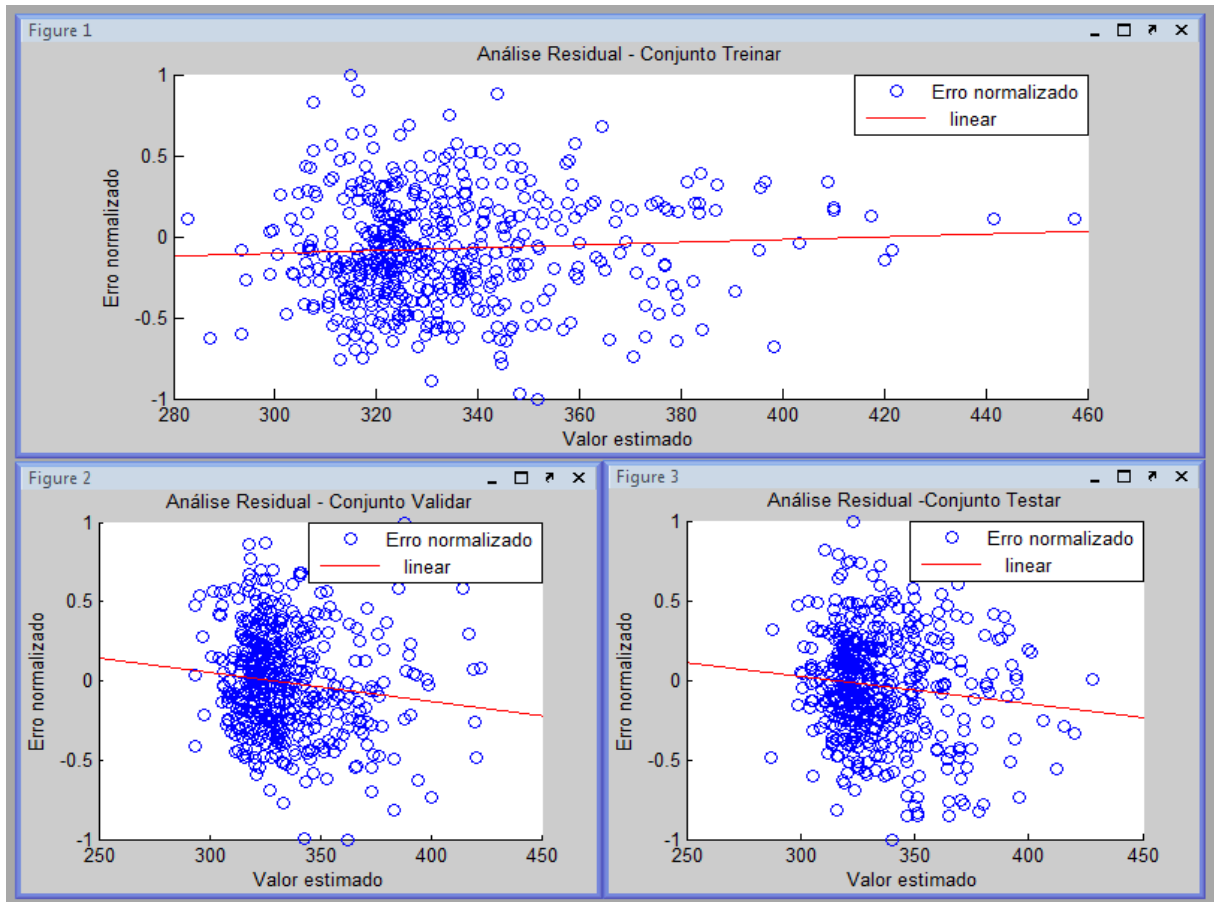 Figure 1
Análise Residual - Conjunto Treinar
Erro normalizado
linear
1
0.5
0
-0.5
-1
Erro normalizado
280 300 320 340 360 380 400 420 440 460
Valor estimado
Figure 2
Análise Residual - Conjunto Validar
Erro normalizado
linear
1
0.5
0
-0.5
-1
Erro normalizado
250 300 350 400 450
Valor estimado
Figure 3
Análise Residual -Conjunto Testar
Erro normalizado
linear
1
0.5
0
-0.5
-1
Erro normalizado
250 300 350 400 450
Valor estimado